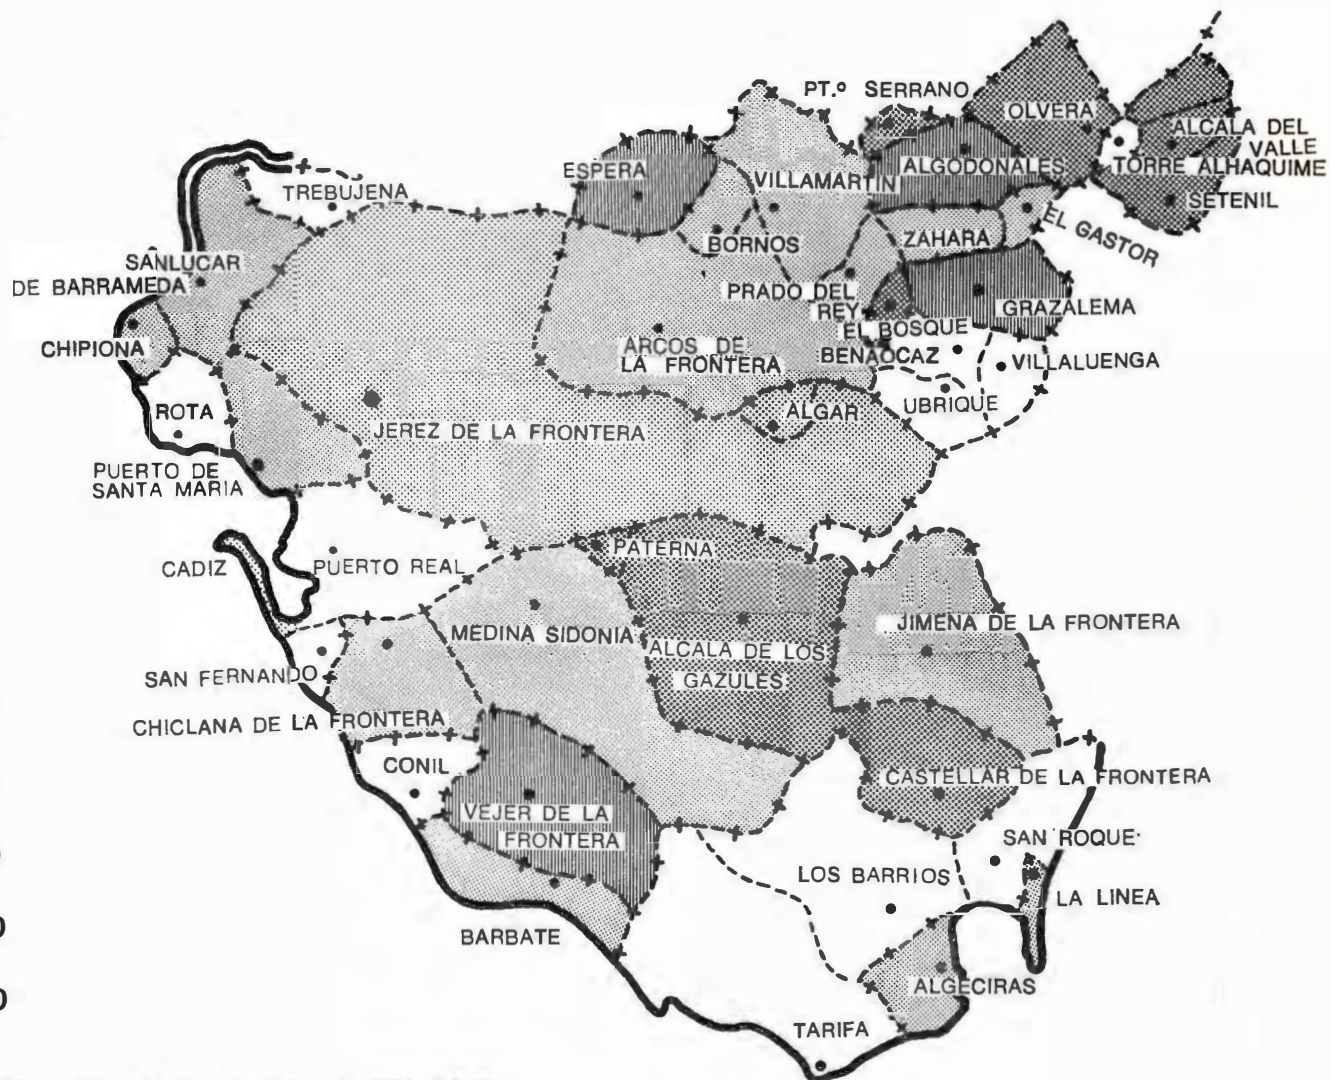 PT.º SERRANO
OLVERA
ALCALA DEL
VALLE
TORRE ALHAQUIME
ESPERA
ALGODONALES
VILLAMARTIN
TREBUJENA
SETENIL
EL GASTOR
BORNOS
ZAHARA
SANLUCAR
DE BARRAMEDA
PRADO DEL
REY
GRAZALEMA
EL BOSQUE
CHIPIONA
ARCOS DE
LA FRONTERA
BENAOCAZ
VILLALUENGA
ROTA
ALGAR
UBRIQUE
JEREZ DE LA FRONTERA
PUERTO DE
SANTA MARIA
PATERNA
CADIZ
PUERTO REAL
MEDINA SIDONIA
JIMENA DE LA FRONTERA
ALCALA DE LOS
GAZULES
SAN FERNANDO
CHICLANA DE LA FRONTERA
CONIL
CASTELLAR DE LA FRONTERA
VEJER DE LA
FRONTERA
SAN ROQUE
LOS BARRIOS
LA LINEA
BARBATE
ALGECIRAS
TARIFA